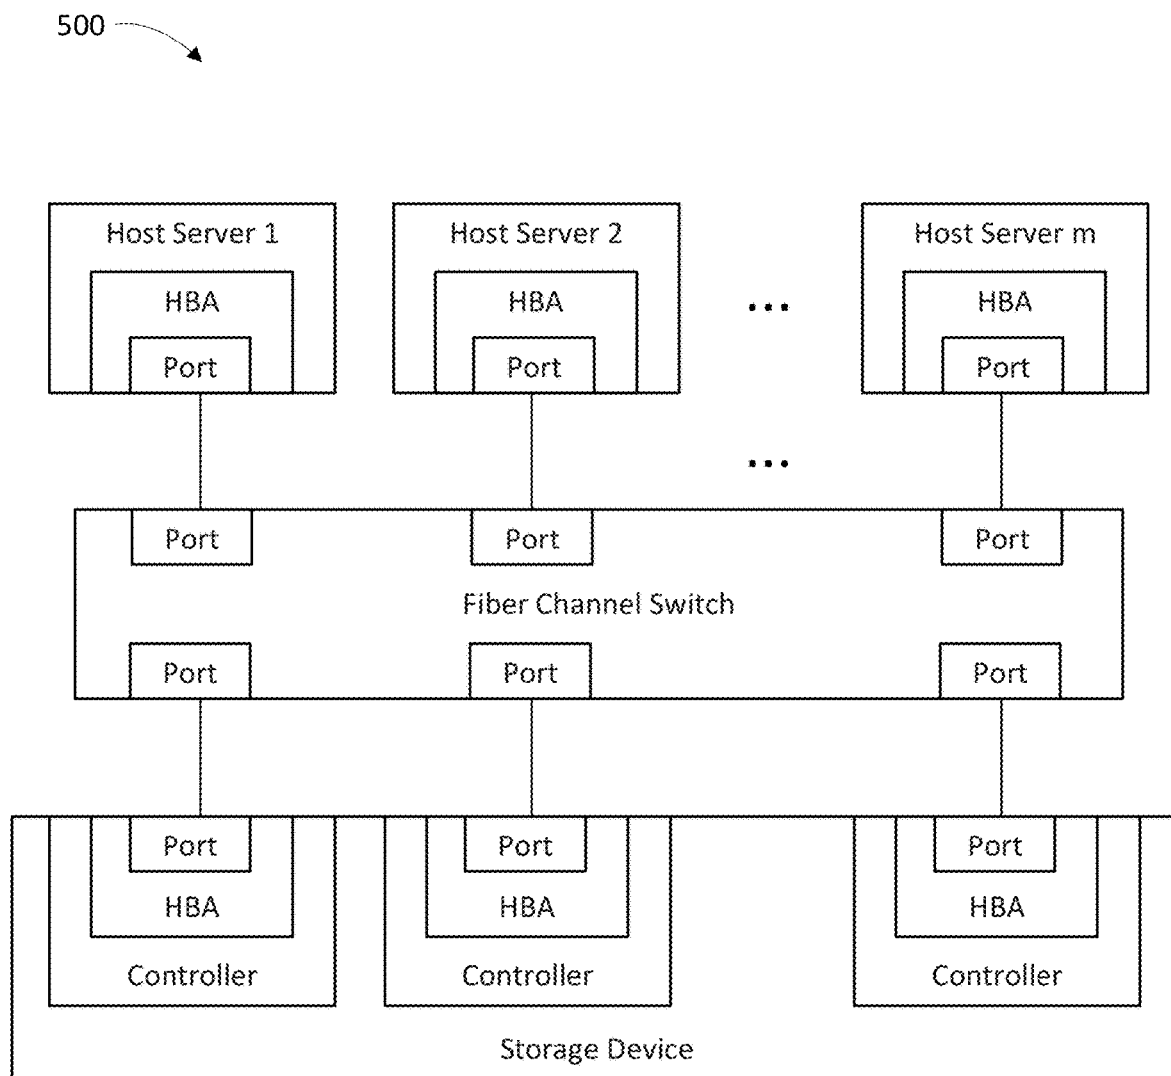 500
Host Server 1 Host Server 2 Host Server m
HBA HBA ... HBA
Port Port Port
...
Port Port Port
Fiber Channel Switch
Port Port Port
Port Port Port
HBA HBA HBA
Controller Controller Controller
Storage Device